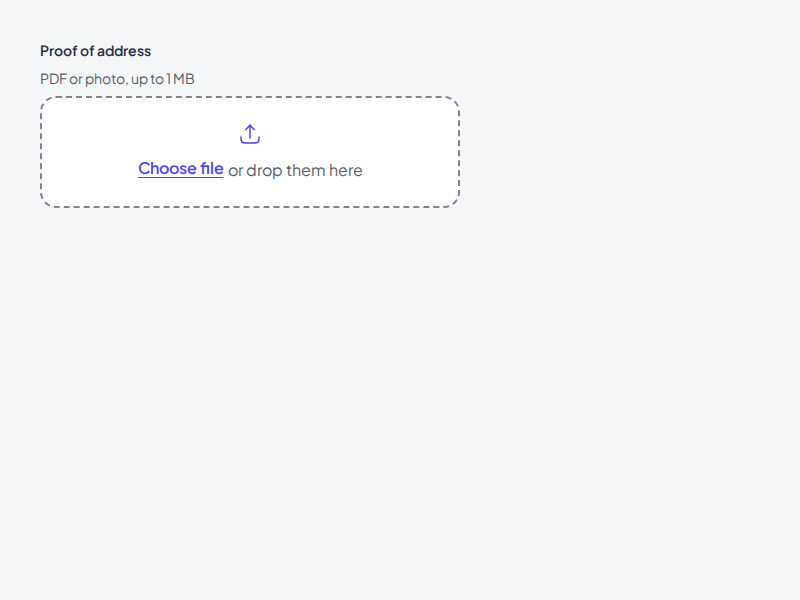 Proof of address
PDF or photo, up to 1 MB
Choose file or drop them here